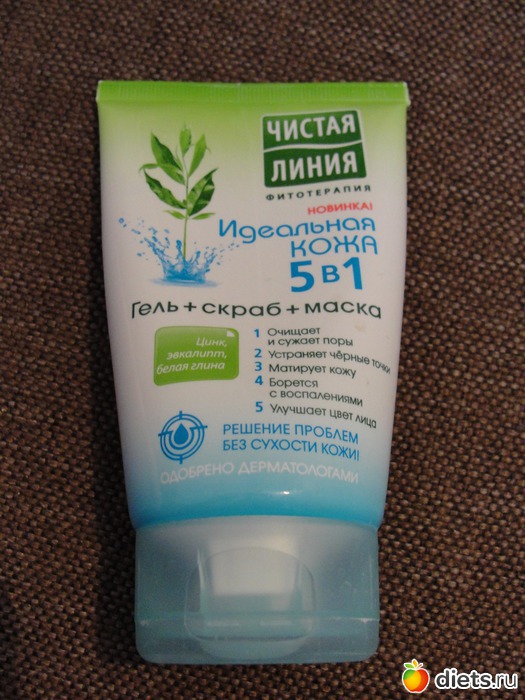 ЧИСТАЯ
ЛИНИЯ
ФИТОТЕРАПИЯ
НОВИНКА!
Идеальная
КОЖА
5 в 1
Гель + скраб + маска
Цинк,
эвкалипт,
белая глина
1 Очищает
и сужает поры
2 Устраняет чёрные точки
3 Матирует кожу
4 Борется
с воспалениями
5 Улучшает цвет лица
РЕШЕНИЕ ПРОБЛЕМ
БЕЗ СУХОСТИ КОЖИ!
ОДОБРЕНО ДЕРМАТОЛОГАМИ
diets.ru